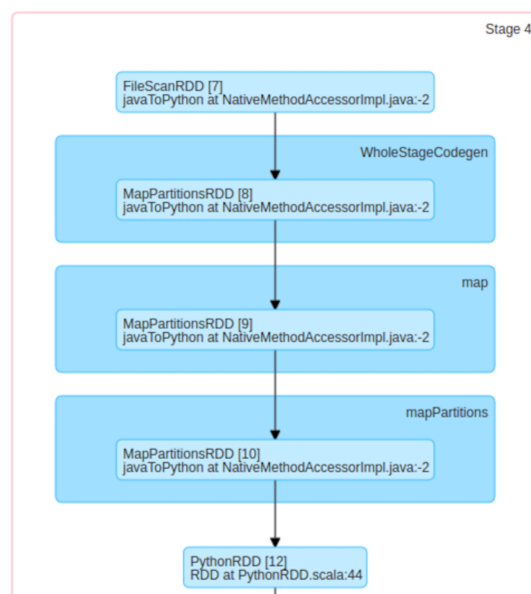 Stage 4
FileScanRDD [7]
javaToPython at NativeMethodAccessorImpl.java:-2
WholeStageCodegen
MapPartitionsRDD [8]
javaToPython at NativeMethodAccessorImpl.java:-2
map
MapPartitionsRDD [9]
javaToPython at NativeMethodAccessorImpl.java:-2
mapPartitions
MapPartitionsRDD [10]
javaToPython at NativeMethodAccessorImpl.java:-2
PythonRDD [12]
RDD at PythonRDD.scala:44